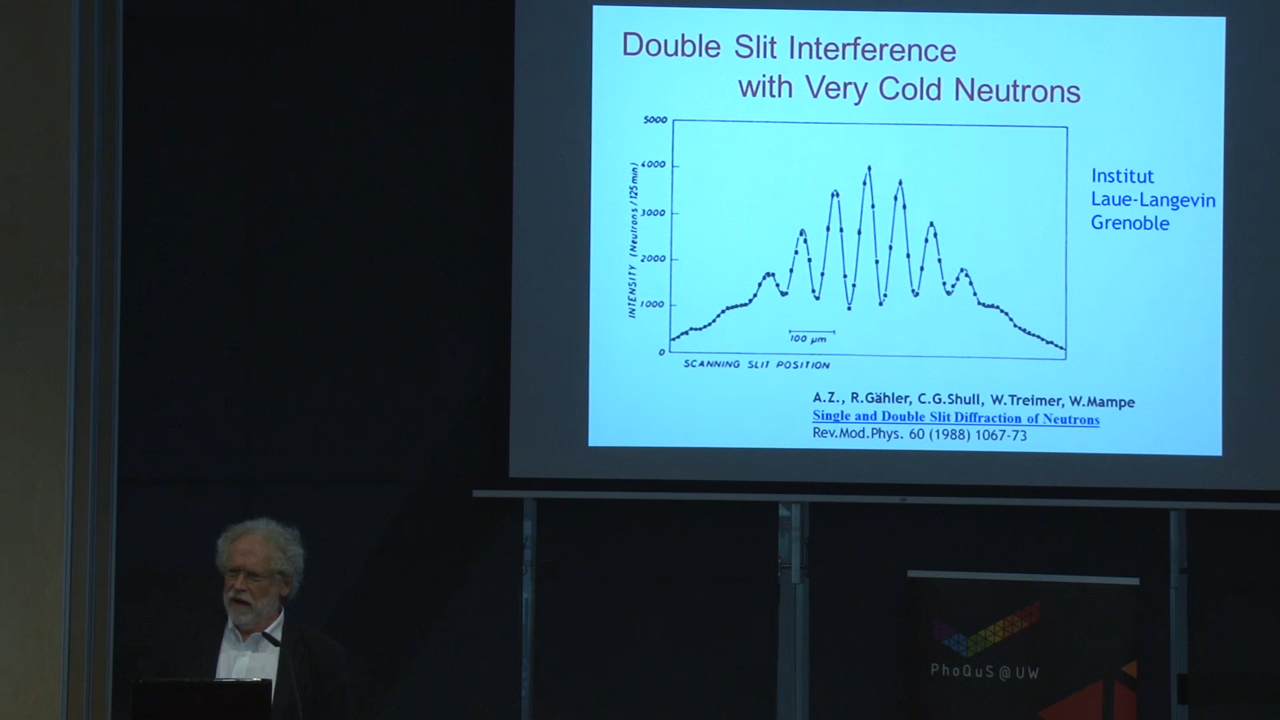 Double Slit Interference
with Very Cold Neutrons
5000
4000
3000
2000
1000
0
INTENSITY (Neutrons/125min)
100 µm
SCANNING SLIT POSITION
Institut
Laue-Langevin
Grenoble
A.Z., R.Gähler, C.G.Shull, W.Treimer, W.Mampe
Single and Double Slit Diffraction of Neutrons
Rev.Mod.Phys. 60 (1988) 1067-73
PhoQuS@UW